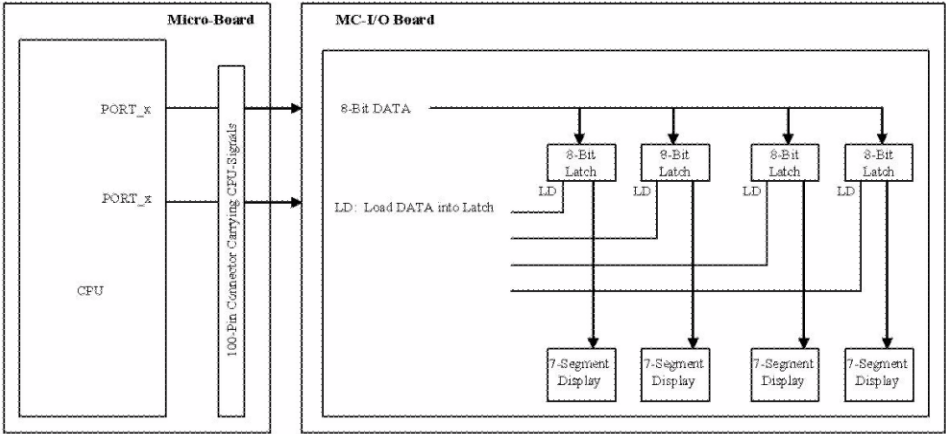 Micro-Board
MC-I/O Board
PORT_x
8-Bit DATA
8-Bit
Latch
8-Bit
Latch
8-Bit
Latch
8-Bit
Latch
LD
LD
LD
LD
PORT_x
LD: Load DATA into Latch
100-Pin Connector Carrying CPU-Signals
CPU
7-Segment
Display
7-Segment
Display
7-Segment
Display
7-Segment
Display